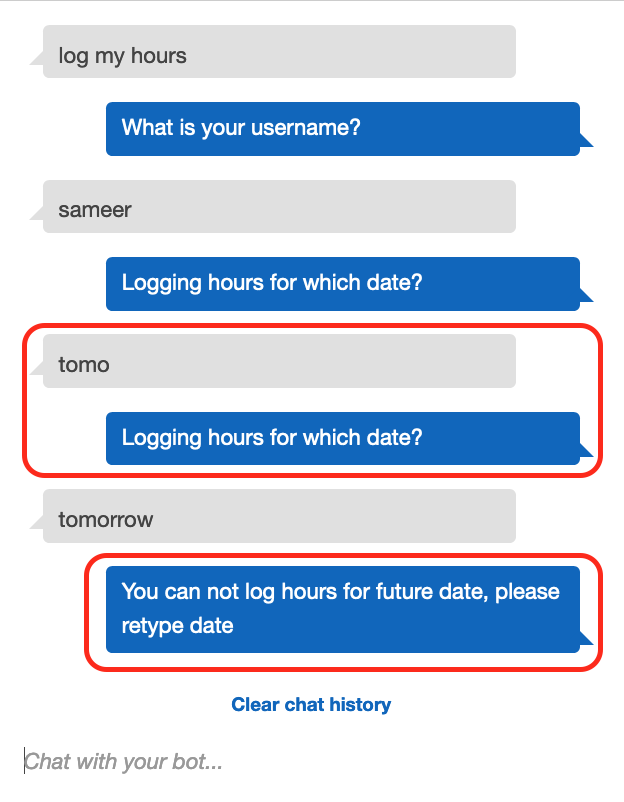 log my hours
What is your username?
sameer
Logging hours for which date?
tomo
Logging hours for which date?
tomorrow
You can not log hours for future date, please
retype date
Clear chat history
Chat with your bot...